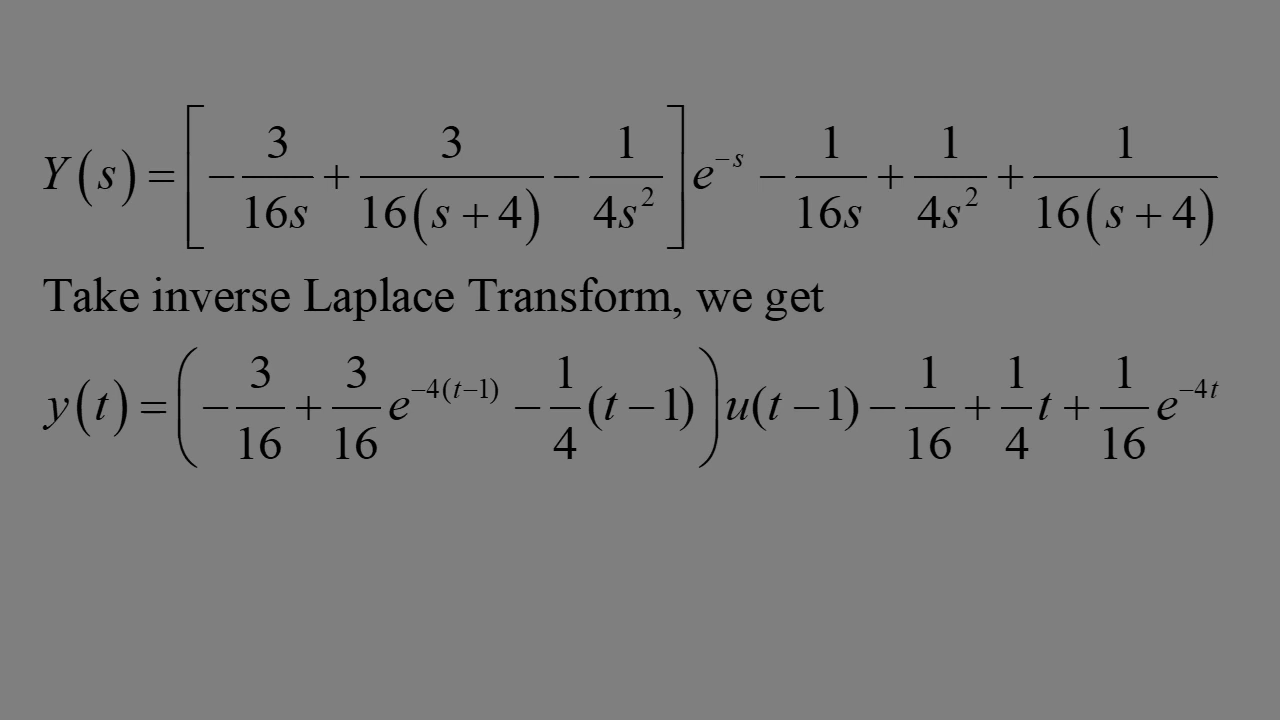 Y(s) = [ -3/(16s) + 3/(16(s+4)) - 1/(4s²) ] e^(-s) - 1/(16s) + 1/(4s²) + 1/(16(s+4))
Take inverse Laplace Transform, we get
y(t) = ( -3/16 + 3/16 e^(-4(t-1)) - 1/4 (t-1) ) u(t-1) - 1/16 + 1/4 t + 1/16 e^(-4t)